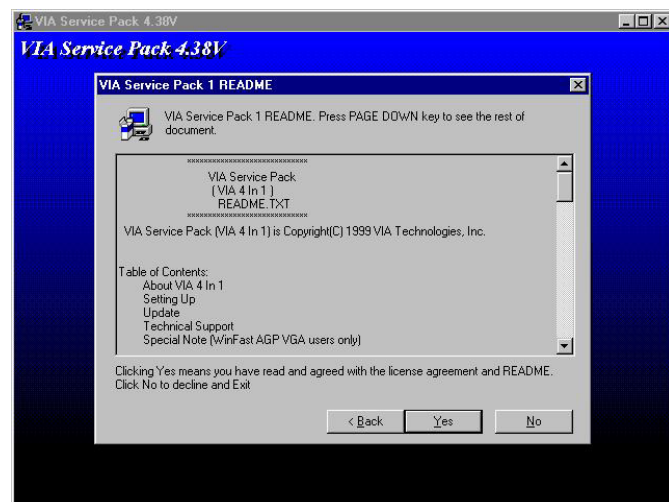 VIA Service Pack 4.38V
VIA Service Pack 4.38V
VIA Service Pack 1 README
VIA Service Pack 1 README. Press PAGE DOWN key to see the rest of
document.
xxxxxxxxxxxxxxxxxxxxxxxxxxxx
VIA Service Pack
( VIA 4 In 1 )
README.TXT
xxxxxxxxxxxxxxxxxxxxxxxxxxxx
VIA Service Pack (VIA 4 In 1) is Copyright(C) 1999 VIA Technologies, Inc.
Table of Contents:
About VIA 4 In 1
Setting Up
Update
Technical Support
Special Note (WinFast AGP VGA users only)
Clicking Yes means you have read and agreed with the license agreement and README.
Click No to decline and Exit
< Back
Yes
No